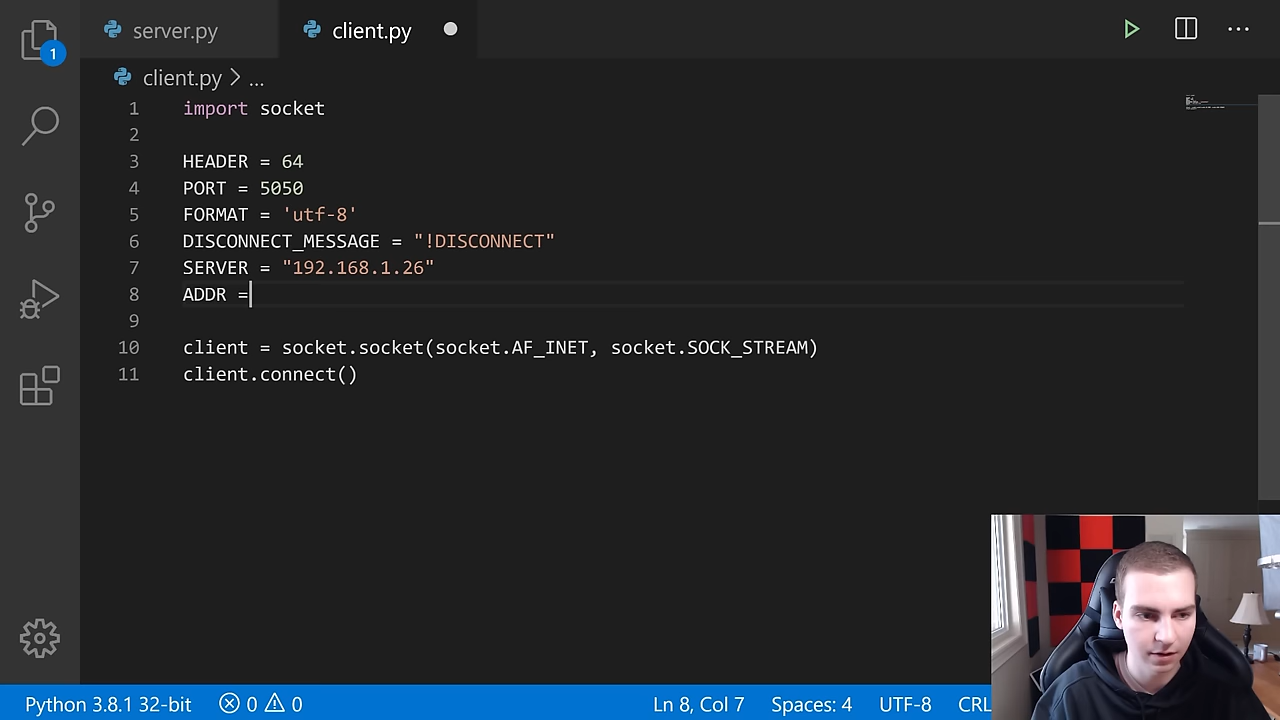 server.py
client.py
1
client.py > ...
1 import socket
2
3 HEADER = 64
4 PORT = 5050
5 FORMAT = 'utf-8'
6 DISCONNECT_MESSAGE = "!DISCONNECT"
7 SERVER = "192.168.1.26"
8 ADDR =
9
10 client = socket.socket(socket.AF_INET, socket.SOCK_STREAM)
11 client.connect()
Python 3.8.1 32-bit 0 0 Ln 8, Col 7 Spaces: 4 UTF-8 CRL